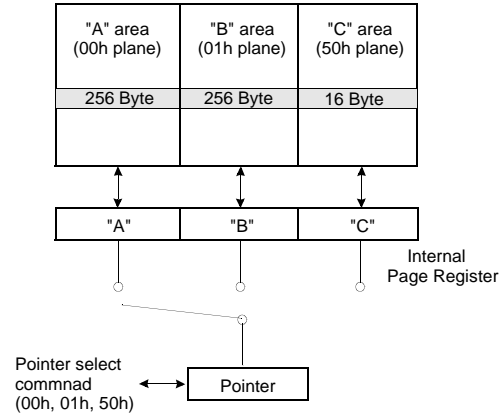 "A" area "B" area "C" area
(00h plane) (01h plane) (50h plane)
256 Byte 256 Byte 16 Byte
"A" "B" "C"
Internal
Page Register
Pointer select
commnad
(00h, 01h, 50h)
Pointer